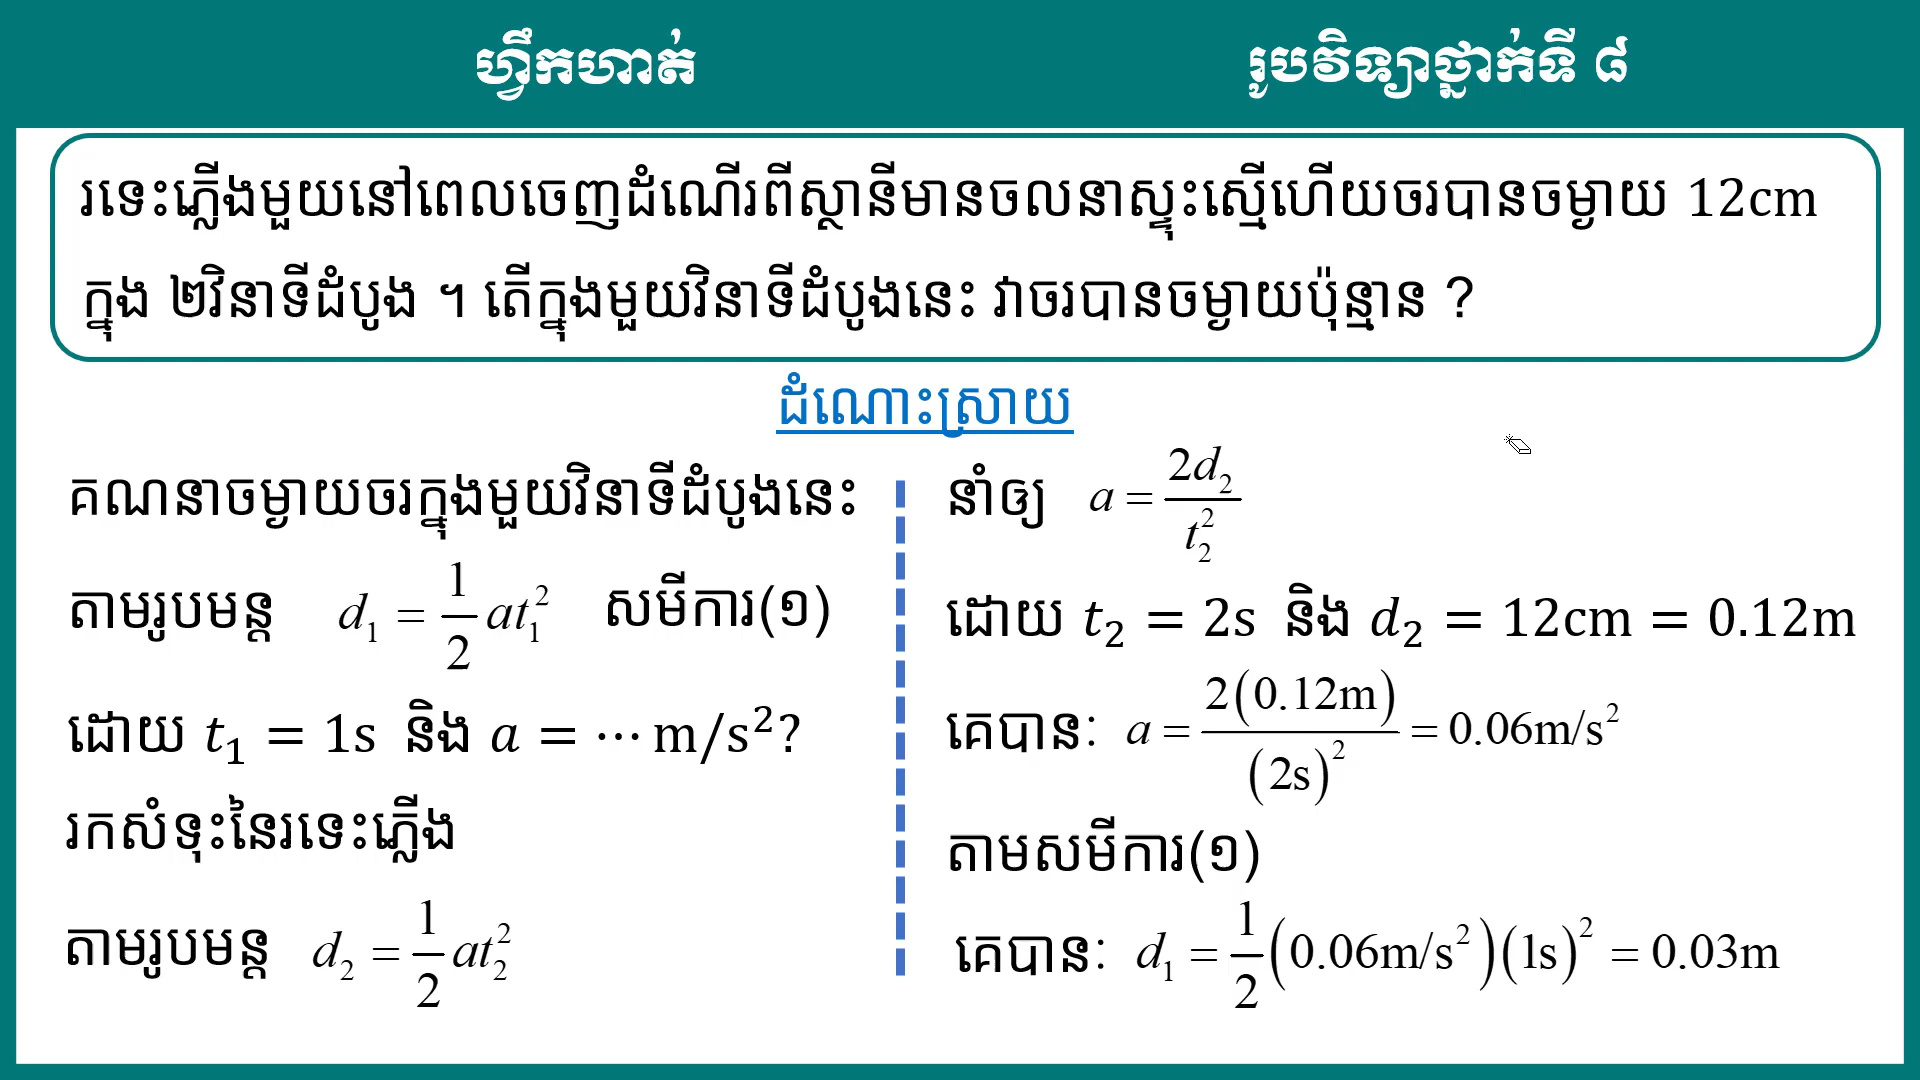 ហ្វឹកហាត់
រូបវិទ្យាថ្នាក់ទី ៨
រទេះភ្លើងមួយនៅពេលចេញដំណើរពីស្ថានីមានចលនាស្ទុះស្មើហើយចរបានចម្ងាយ 12cm
ក្នុង ២វិនាទីដំបូង ។ តើក្នុងមួយវិនាទីដំបូងនេះ វាចរបានចម្ងាយប៉ុន្មាន ?
ដំណោះស្រាយ
គណនាចម្ងាយចរក្នុងមួយវិនាទីដំបូងនេះ
តាមរូបមន្ត d₁ = 1/2 at₁² សមីការ(១)
ដោយ t₁ = 1s និង a = ⋯ m/s²?
រកសំទុះនៃរទេះភ្លើង
តាមរូបមន្ត d₂ = 1/2 at₂²
នាំឲ្យ a = 2d₂/t₂²
ដោយ t₂ = 2s និង d₂ = 12cm = 0.12m
គេបាន: a = 2(0.12m)/(2s)² = 0.06m/s²
តាមសមីការ(១)
គេបាន: d₁ = 1/2 (0.06m/s²)(1s)² = 0.03m